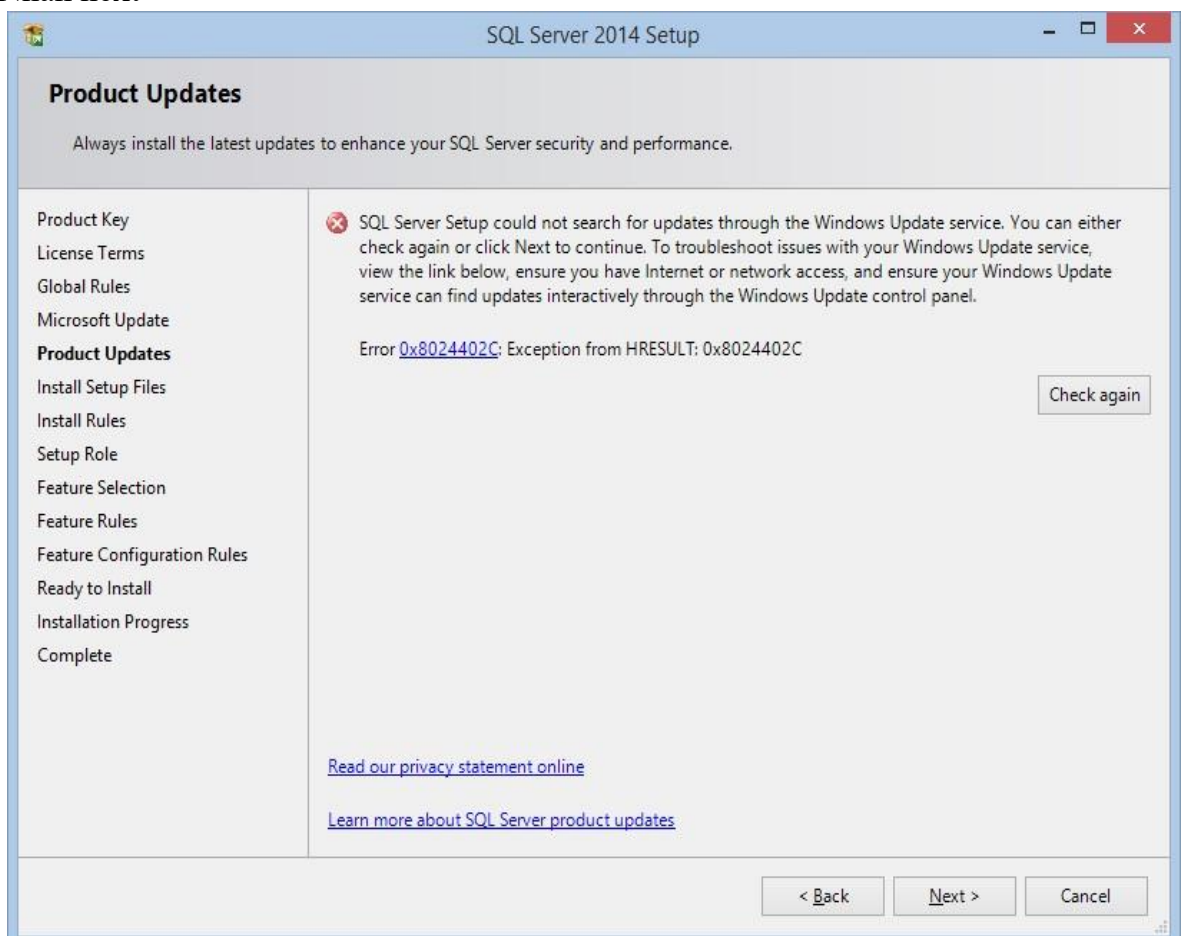 SQL Server 2014 Setup
Product Updates
Always install the latest updates to enhance your SQL Server security and performance.
Product Key
License Terms
Global Rules
Microsoft Update
Product Updates
Install Setup Files
Install Rules
Setup Role
Feature Selection
Feature Rules
Feature Configuration Rules
Ready to Install
Installation Progress
Complete
SQL Server Setup could not search for updates through the Windows Update service. You can either
check again or click Next to continue. To troubleshoot issues with your Windows Update service,
view the link below, ensure you have Internet or network access, and ensure your Windows Update
service can find updates interactively through the Windows Update control panel.
Error 0x8024402C: Exception from HRESULT: 0x8024402C
Check again
Read our privacy statement online
Learn more about SQL Server product updates
< Back
Next >
Cancel